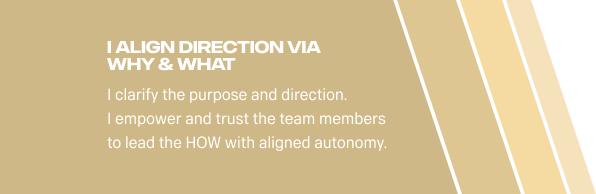 I ALIGN DIRECTION VIA
WHY & WHAT
I clarify the purpose and direction.
I empower and trust the team members
to lead the HOW with aligned autonomy.